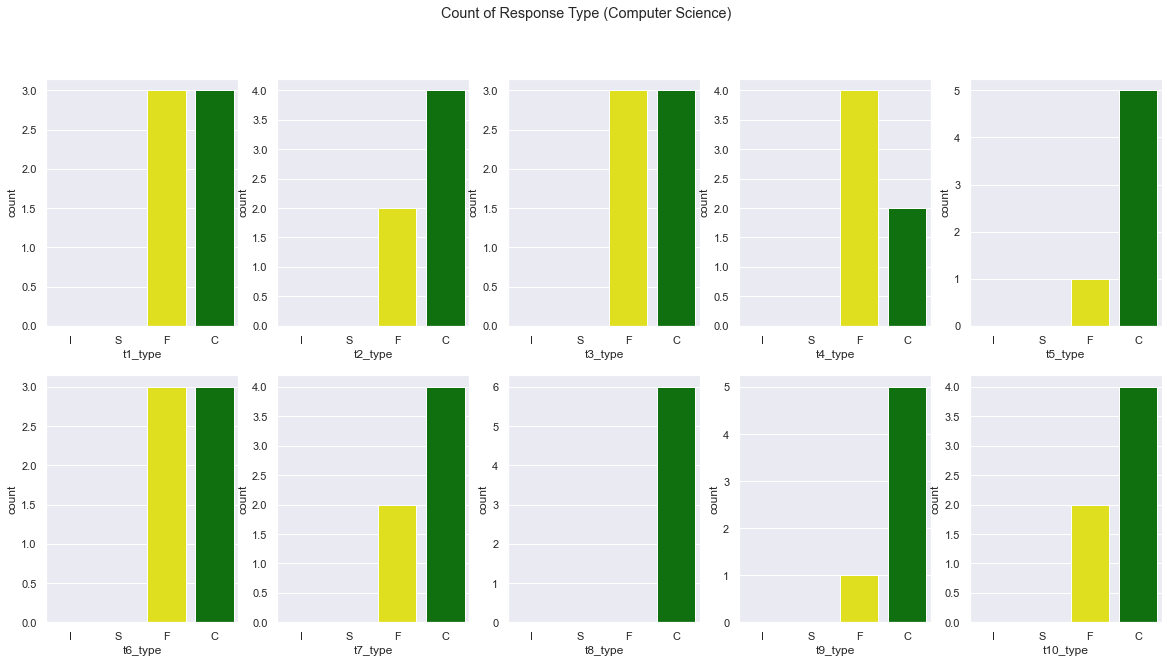 Count of Response Type (Computer Science)
3.0
2.5
2.0
1.5
1.0
0.5
0.0
count
I S F C
t1_type
4.0
3.5
3.0
2.5
2.0
1.5
1.0
0.5
0.0
count
I S F C
t2_type
3.0
2.5
2.0
1.5
1.0
0.5
0.0
count
I S F C
t3_type
4.0
3.5
3.0
2.5
2.0
1.5
1.0
0.5
0.0
count
I S F C
t4_type
5
4
3
2
1
0
count
I S F C
t5_type
3.0
2.5
2.0
1.5
1.0
0.5
0.0
count
I S F C
t6_type
4.0
3.5
3.0
2.5
2.0
1.5
1.0
0.5
0.0
count
I S F C
t7_type
6
5
4
3
2
1
0
count
I S F C
t8_type
5
4
3
2
1
0
count
I S F C
t9_type
4.0
3.5
3.0
2.5
2.0
1.5
1.0
0.5
0.0
count
I S F C
t10_type